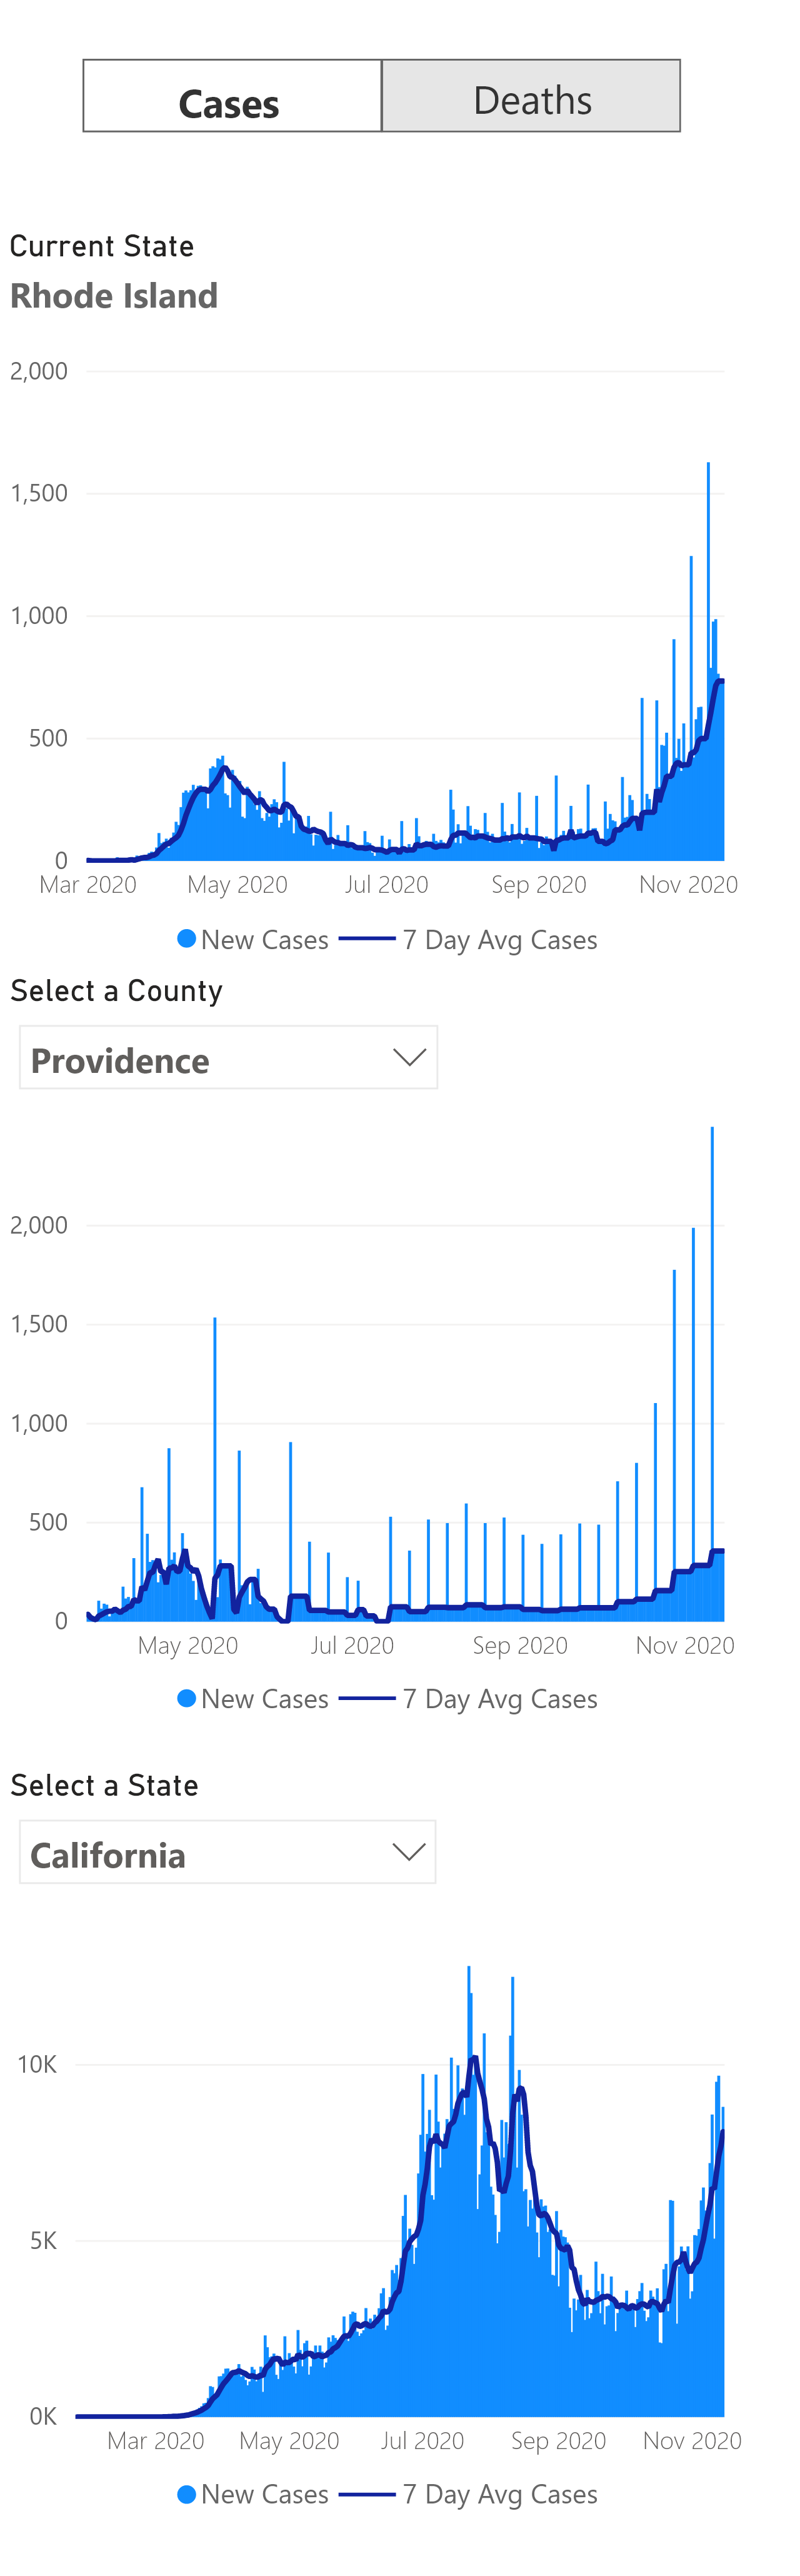 Cases Deaths
Current State
Rhode Island
2,000
1,500
1,000
500
0
Mar 2020 May 2020 Jul 2020 Sep 2020 Nov 2020
New Cases 7 Day Avg Cases
Select a County
Providence
2,000
1,500
1,000
500
0
May 2020 Jul 2020 Sep 2020 Nov 2020
New Cases 7 Day Avg Cases
Select a State
California
10K
5K
0K
Mar 2020 May 2020 Jul 2020 Sep 2020 Nov 2020
New Cases 7 Day Avg Cases